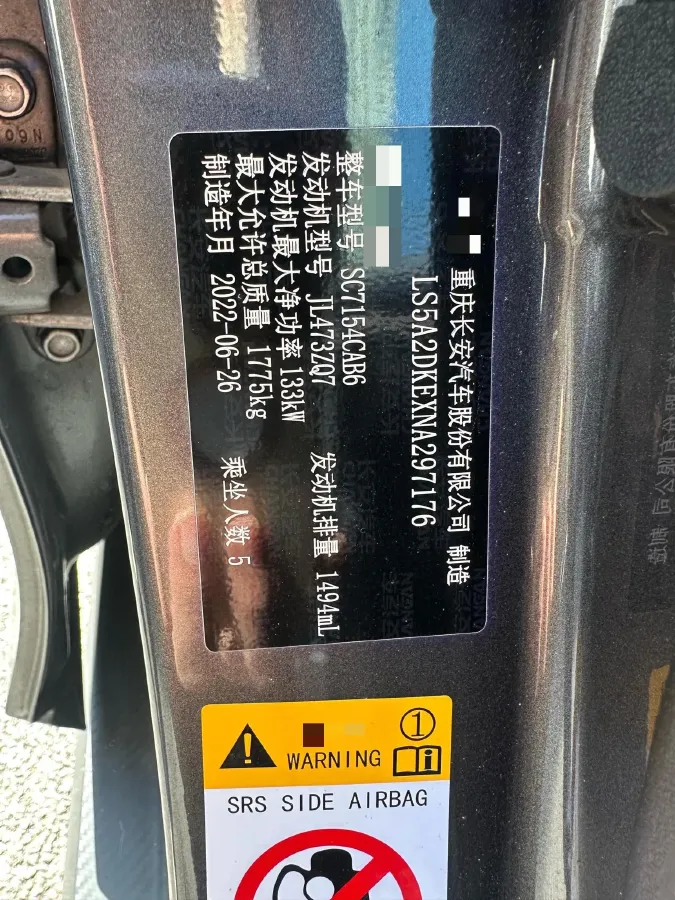 重庆长安汽车股份有限公司 制造
LS5A2DKEXNA297176
整车型号 SC7154CAB6
发动机型号 JL473ZQ7 发动机排量 1494mL
发动机最大净功率 133kW
最大允许总质量 1775kg
制造年月 2022-06-26 乘坐人数 5
WARNING
①
SRS SIDE AIRBAG